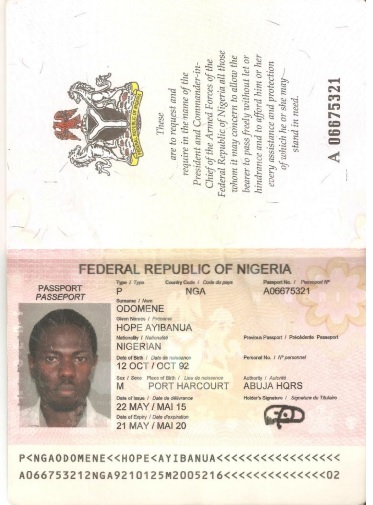 These
are to request and
require in the name of the
President and Commander-in-
Chief of the Armed Forces of the
Federal Republic of Nigeria all those
whom it may concern to allow the
bearer to pass freely without let or
hindrance and to afford him or her
every assistance and protection
of which he or she may
stand in need.
A 06675321
FEDERAL REPUBLIC OF NIGERIA
PASSPORT
PASSEPORT
Type / Type Country Code / Code du pays Passport No. / Passeport Nº
P NGA A06675321
Surname / Nom
ODOMENE
Given Names / Prénoms
HOPE AYIBANUA
Nationality / Nationalité Previous Passport / Précédente Passeport
NIGERIAN
Date of Birth / Date de naissance Personal No. / Nº personnel
12 OCT / OCT 92
Sex / Sexe Place of Birth / Lieu de naissance Authority / Autorité
M PORT HARCOURT ABUJA HQRS
Date of Issue / Date de délivrance Holder's Signature / Signature du Titulaire
22 MAY / MAI 15
Date of Expiry / Date d'expiration
21 MAY / MAI 20
P<NGAODOMENE<<HOPE<AYIBANUA<<<<<<<<<<<<<<<<<
A066753212NGA9210125M2005216<<<<<<<<<<<<<<02